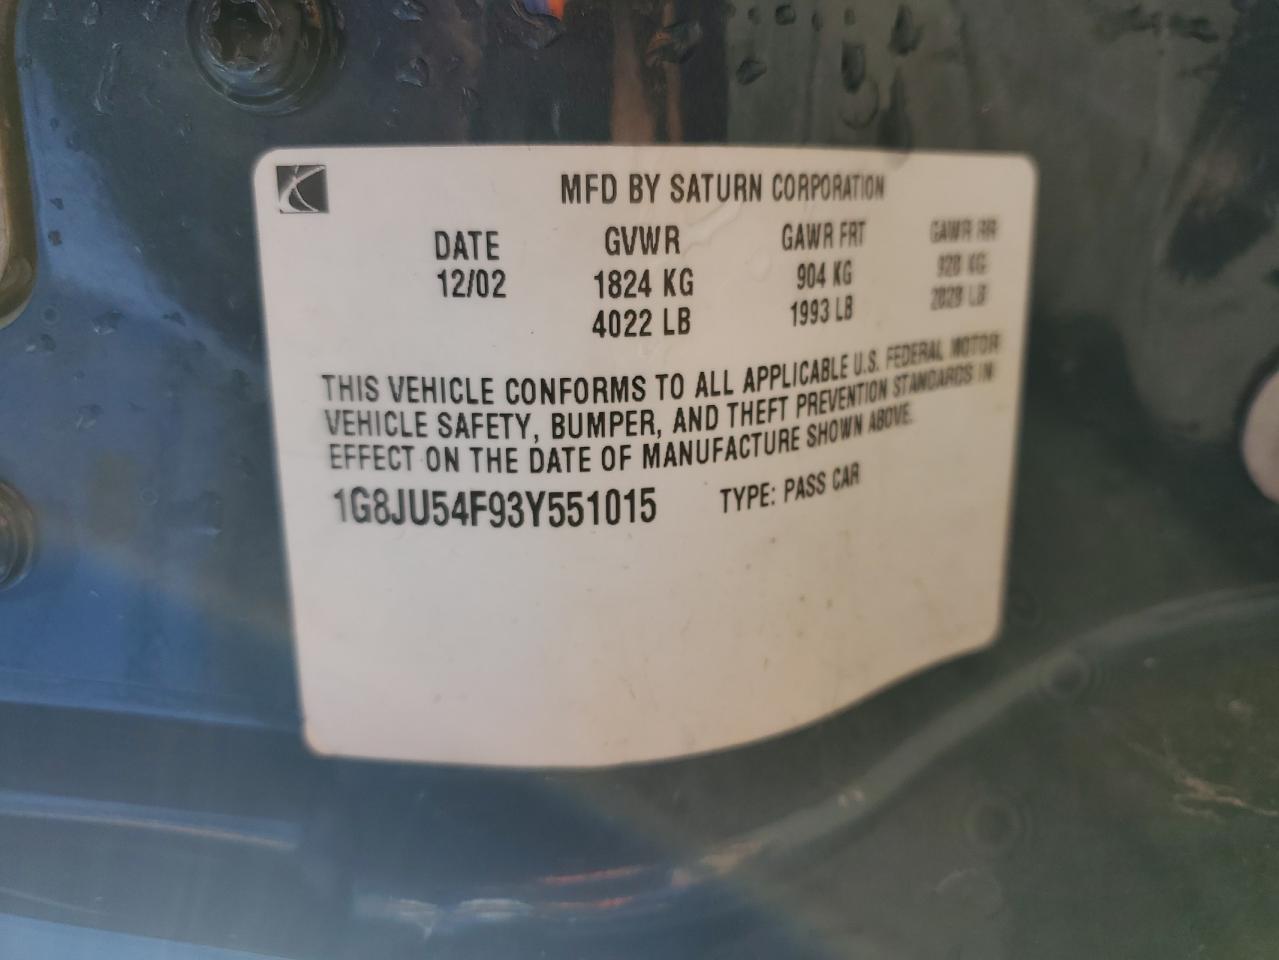 MFD BY SATURN CORPORATION
DATE GVWR GAWR FRT GAWR RR
12/02 1824 KG 904 KG 920 KG
4022 LB 1993 LB 2028 LB
THIS VEHICLE CONFORMS TO ALL APPLICABLE U.S. FEDERAL MOTOR
VEHICLE SAFETY, BUMPER, AND THEFT PREVENTION STANDARDS IN
EFFECT ON THE DATE OF MANUFACTURE SHOWN ABOVE.
1G8JU54F93Y551015 TYPE: PASS CAR